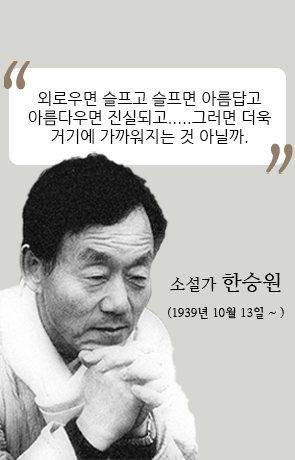 “
외로우면 슬프고 슬프면 아름답고
아름다우면 진실되고.....그러면 더욱
거기에 가까워지는 것 아닐까.
”
소설가 한승원
(1939년 10월 13일 ~ )